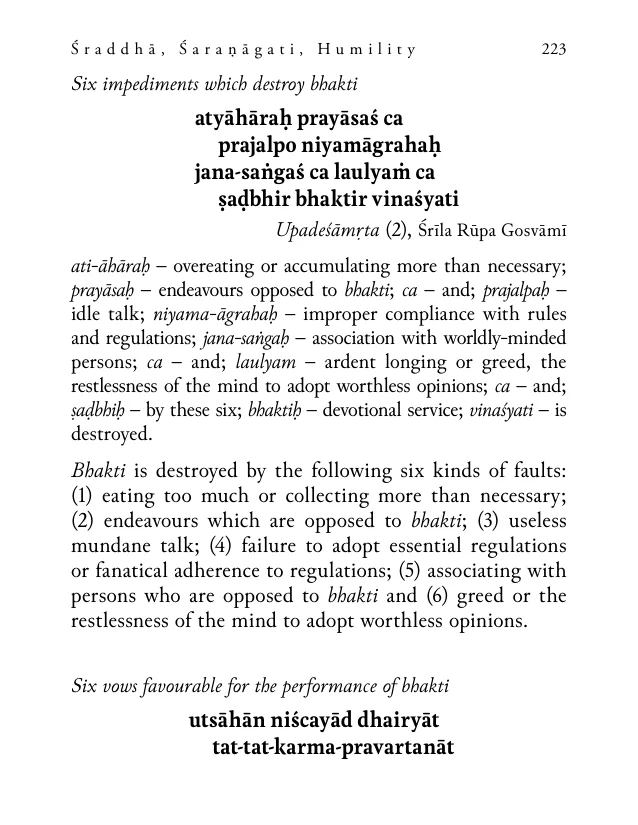 Śraddhā, Śaraṇāgati, Humility 223
Six impediments which destroy bhakti
atyāhāraḥ prayāsaś ca
prajalpo niyamāgrahaḥ
jana-saṅgaś ca laulyaṁ ca
ṣaḍbhir bhaktir vinaśyati
Upadeśāmṛta (2), Śrīla Rūpa Gosvāmī
ati-āhāraḥ – overeating or accumulating more than necessary;
prayāsaḥ – endeavours opposed to bhakti; ca – and; prajalpaḥ –
idle talk; niyama-āgrahaḥ – improper compliance with rules
and regulations; jana-saṅgaḥ – association with worldly-minded
persons; ca – and; laulyam – ardent longing or greed, the
restlessness of the mind to adopt worthless opinions; ca – and;
ṣaḍbhiḥ – by these six; bhaktiḥ – devotional service; vinaśyati – is
destroyed.
Bhakti is destroyed by the following six kinds of faults:
(1) eating too much or collecting more than necessary;
(2) endeavours which are opposed to bhakti; (3) useless
mundane talk; (4) failure to adopt essential regulations
or fanatical adherence to regulations; (5) associating with
persons who are opposed to bhakti and (6) greed or the
restlessness of the mind to adopt worthless opinions.
Six vows favourable for the performance of bhakti
utsāhān niścayād dhairyāt
tat-tat-karma-pravartanāt